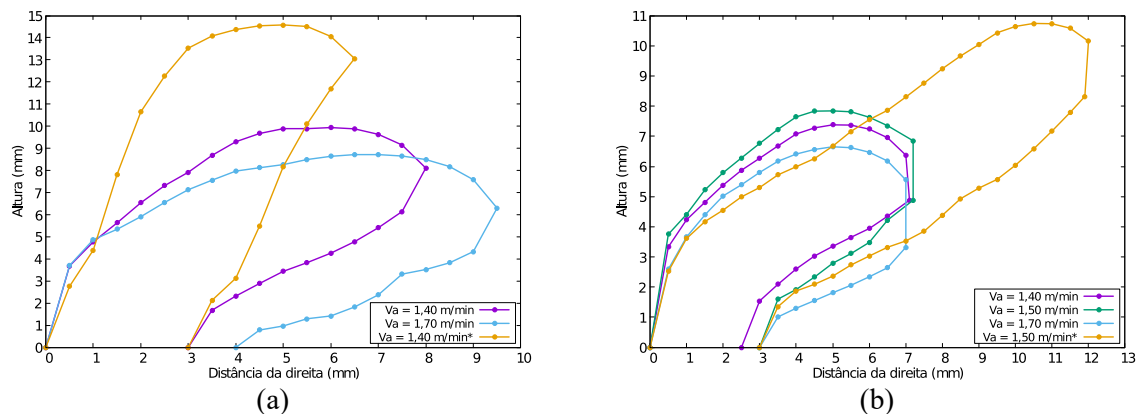 15
14
13
12
11
10
9
8
7
6
5
4
3
2
1
0
Altura (mm)
0 1 2 3 4 5 6 7 8 9 10
Distância da direita (mm)
Va = 1,40 m/min
Va = 1,70 m/min
Va = 1,40 m/min*
(a)
11
10
9
8
7
6
5
4
3
2
1
0
Altura (mm)
0 1 2 3 4 5 6 7 8 9 10 11 12 13
Distância da direita (mm)
Va = 1,40 m/min
Va = 1,50 m/min
Va = 1,70 m/min
Va = 1,50 m/min*
(b)